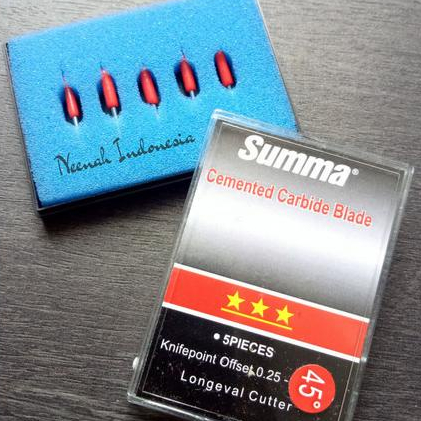 Neenah Indonesia
Summa®
Cemented Carbide Blade
• 5PIECES
Knifepoint Offset 0.25 - 45°
Longeval Cutter